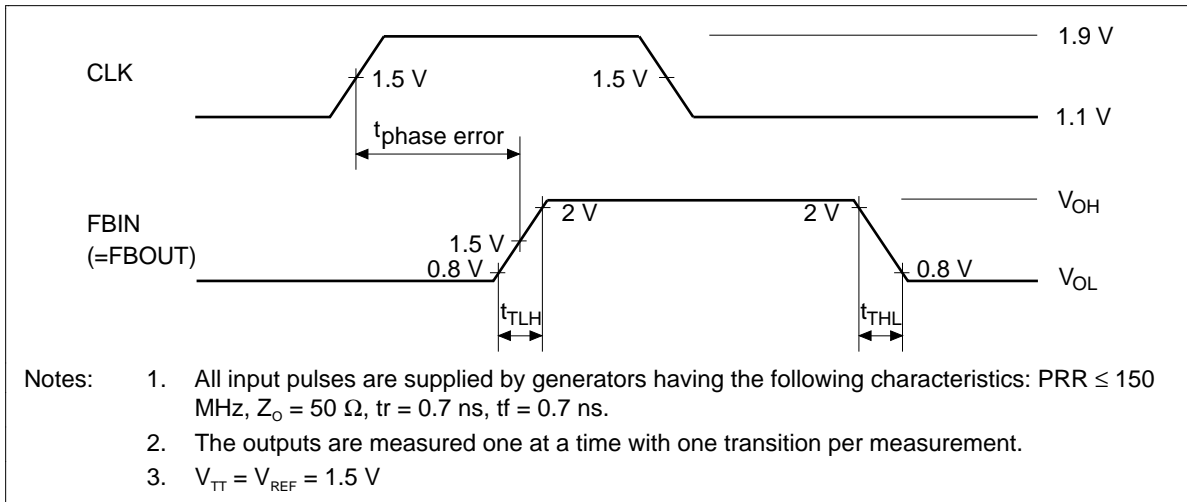 1.9 V
CLK
1.5 V
1.5 V
1.1 V
tphase error
VOH
2 V
2 V
FBIN
(=FBOUT)
1.5 V
0.8 V
0.8 V
VOL
tTLH
tTHL
Notes: 1. All input pulses are supplied by generators having the following characteristics: PRR ≤ 150
MHz, ZO = 50 Ω, tr = 0.7 ns, tf = 0.7 ns.
2. The outputs are measured one at a time with one transition per measurement.
3. VTT = VREF = 1.5 V